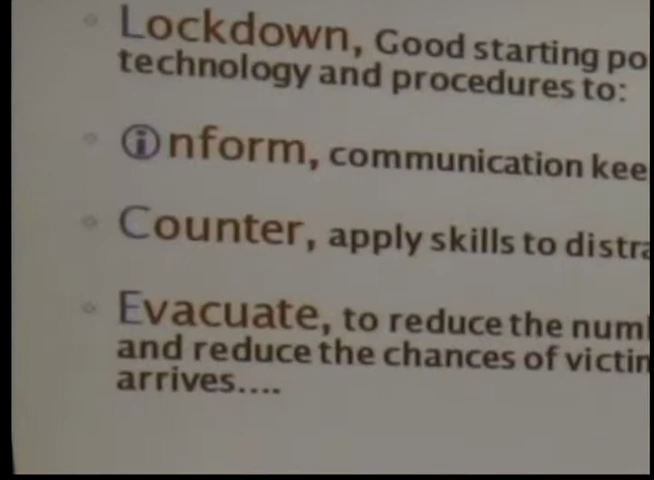 Lockdown, Good starting po
technology and procedures to:
ⓘnform, communication kee
Counter, apply skills to distra
Evacuate, to reduce the num
and reduce the chances of victim
arrives....